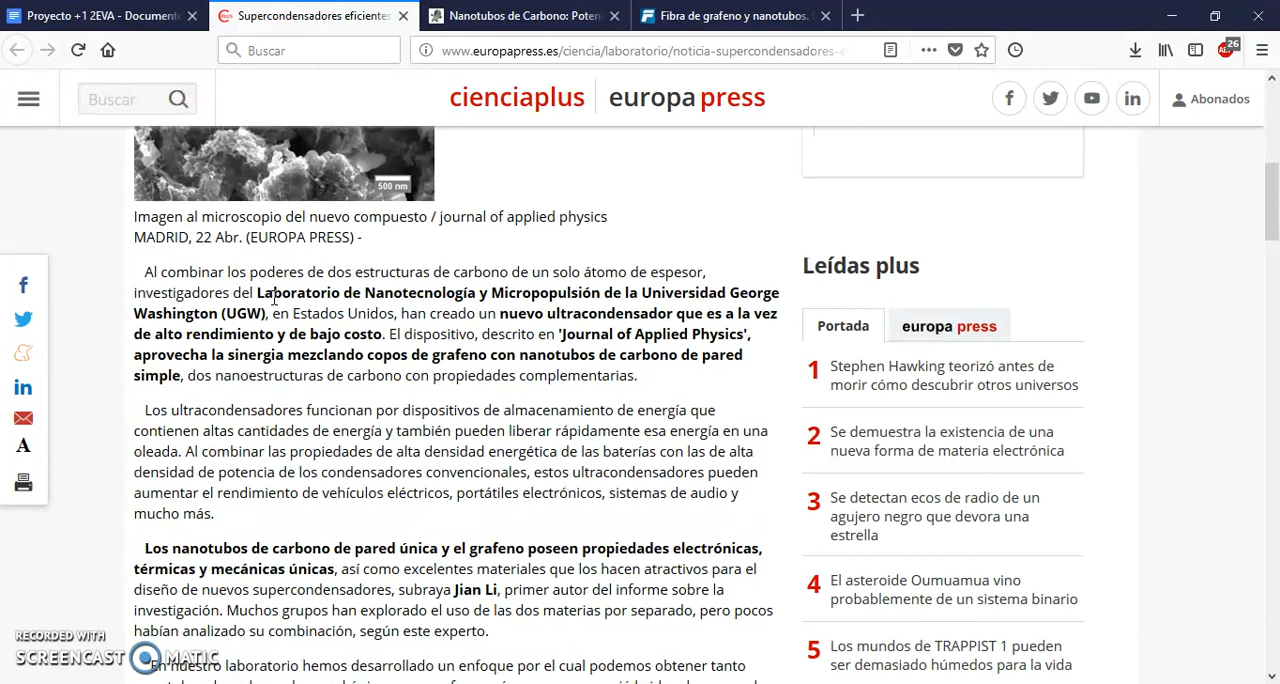 Proyecto +1 2EVA - Document
Supercondensadores eficientes
Nanotubos de Carbono: Poten
Fibra de grafeno y nanotubos.
Buscar
www.europapress.es/ciencia/laboratorio/noticia-supercondensadores-e
26
Buscar
cienciaplus
europapress
Abonados
500 nm
Imagen al microscopio del nuevo compuesto / journal of applied physics
MADRID, 22 Abr. (EUROPA PRESS) -
Al combinar los poderes de dos estructuras de carbono de un solo átomo de espesor,
investigadores del Laboratorio de Nanotecnología y Micropopulsión de la Universidad George
Washington (UGW), en Estados Unidos, han creado un nuevo ultracondensador que es a la vez
de alto rendimiento y de bajo costo. El dispositivo, descrito en 'Journal of Applied Physics',
aprovecha la sinergia mezclando copos de grafeno con nanotubos de carbono de pared
simple, dos nanoestructuras de carbono con propiedades complementarias.
Los ultracondensadores funcionan por dispositivos de almacenamiento de energía que
contienen altas cantidades de energía y también pueden liberar rápidamente esa energía en una
oleada. Al combinar las propiedades de alta densidad energética de las baterías con las de alta
densidad de potencia de los condensadores convencionales, estos ultracondensadores pueden
aumentar el rendimiento de vehículos eléctricos, portátiles electrónicos, sistemas de audio y
mucho más.
Los nanotubos de carbono de pared única y el grafeno poseen propiedades electrónicas,
térmicas y mecánicas únicas, así como excelentes materiales que los hacen atractivos para el
diseño de nuevos supercondensadores, subraya Jian Li, primer autor del informe sobre la
investigación. Muchos grupos han explorado el uso de las dos materias por separado, pero pocos
habían analizado su combinación, según este experto.
"En nuestro laboratorio hemos desarrollado un enfoque por el cual podemos obtener tanto
Leídas plus
Portada
europa press
1 Stephen Hawking teorizó antes de
morir cómo descubrir otros universos
2 Se demuestra la existencia de una
nueva forma de materia electrónica
3 Se detectan ecos de radio de un
agujero negro que devora una
estrella
4 El asteroide Oumuamua vino
probablemente de un sistema binario
5 Los mundos de TRAPPIST 1 pueden
ser demasiado húmedos para la vida
A
RECORDED WITH
SCREENCAST MATIC